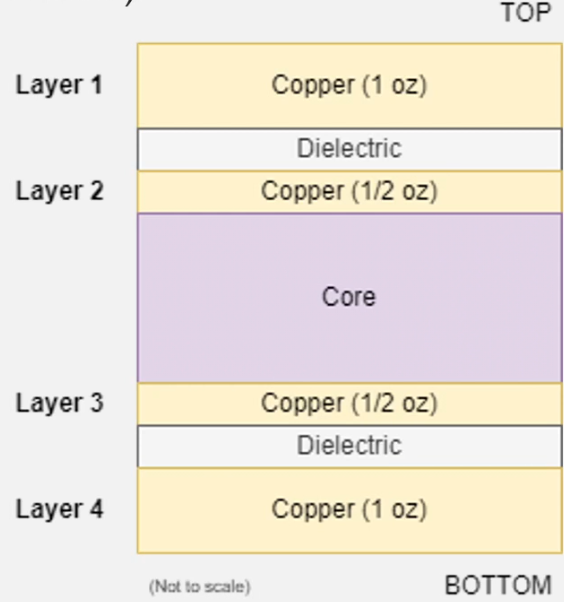 TOP
Layer 1 Copper (1 oz)
Dielectric
Layer 2 Copper (1/2 oz)
Core
Layer 3 Copper (1/2 oz)
Dielectric
Layer 4 Copper (1 oz)
(Not to scale) BOTTOM